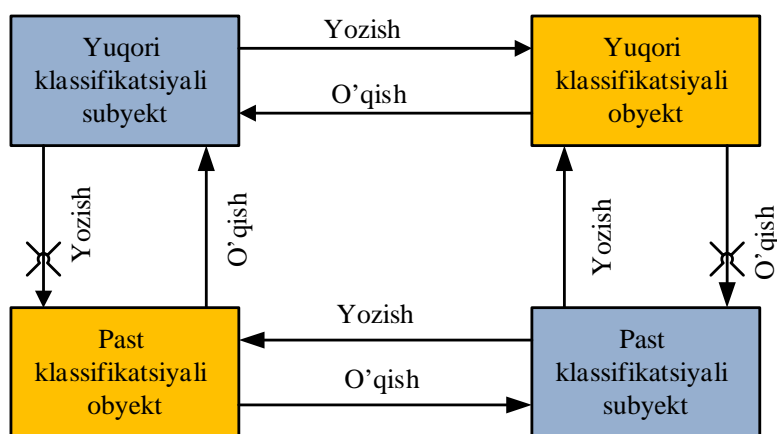 Yuqori
klassifikatsiyali
subyekt
Yozish
O’qish
Yuqori
klassifikatsiyali
obyekt
Yozish
O’qish
Yozish
O’qish
Past
klassifikatsiyali
obyekt
Yozish
O’qish
Past
klassifikatsiyali
subyekt